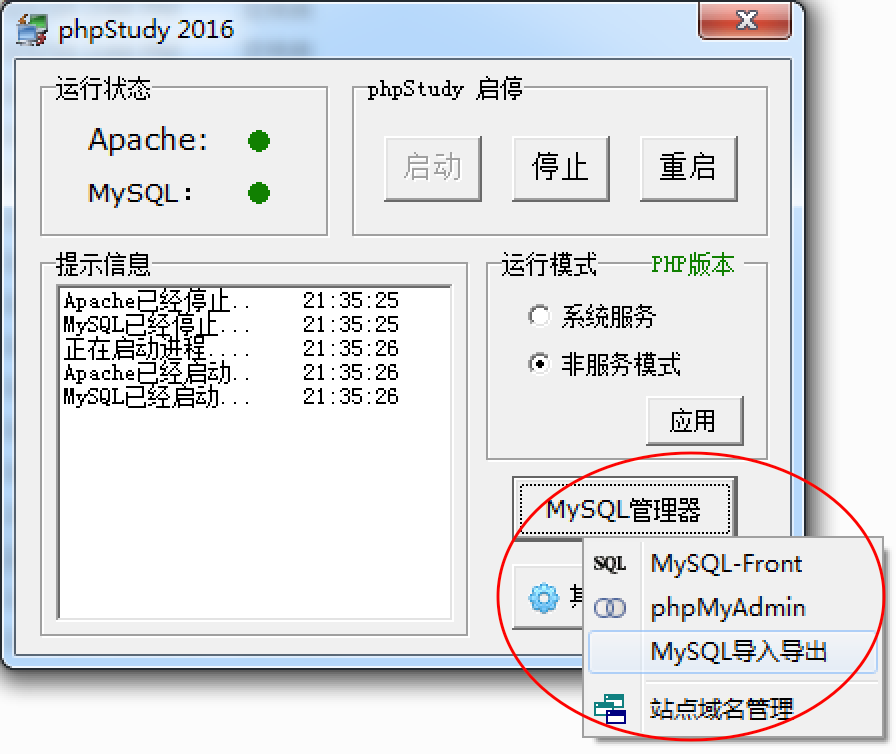 phpStudy 2016
运行状态
Apache:
MySQL:
phpStudy 启停
启动
停止
重启
提示信息
Apache已经停止.. 21:35:25
MySQL已经停止... 21:35:25
正在启动进程.... 21:35:26
Apache已经启动.. 21:35:26
MySQL已经启动... 21:35:26
运行模式 PHP版本
系统服务
非服务模式
应用
MySQL管理器
SQL MySQL-Front
phpMyAdmin
MySQL导入导出
站点域名管理